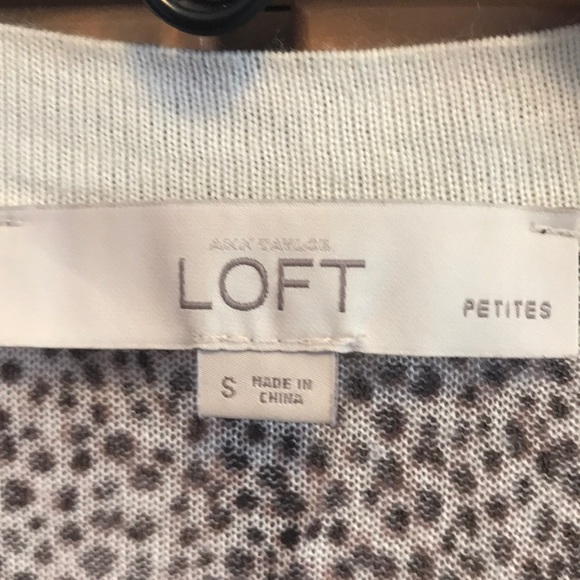 ANN TAYLOR
LOFT
PETITES
S MADE IN
CHINA